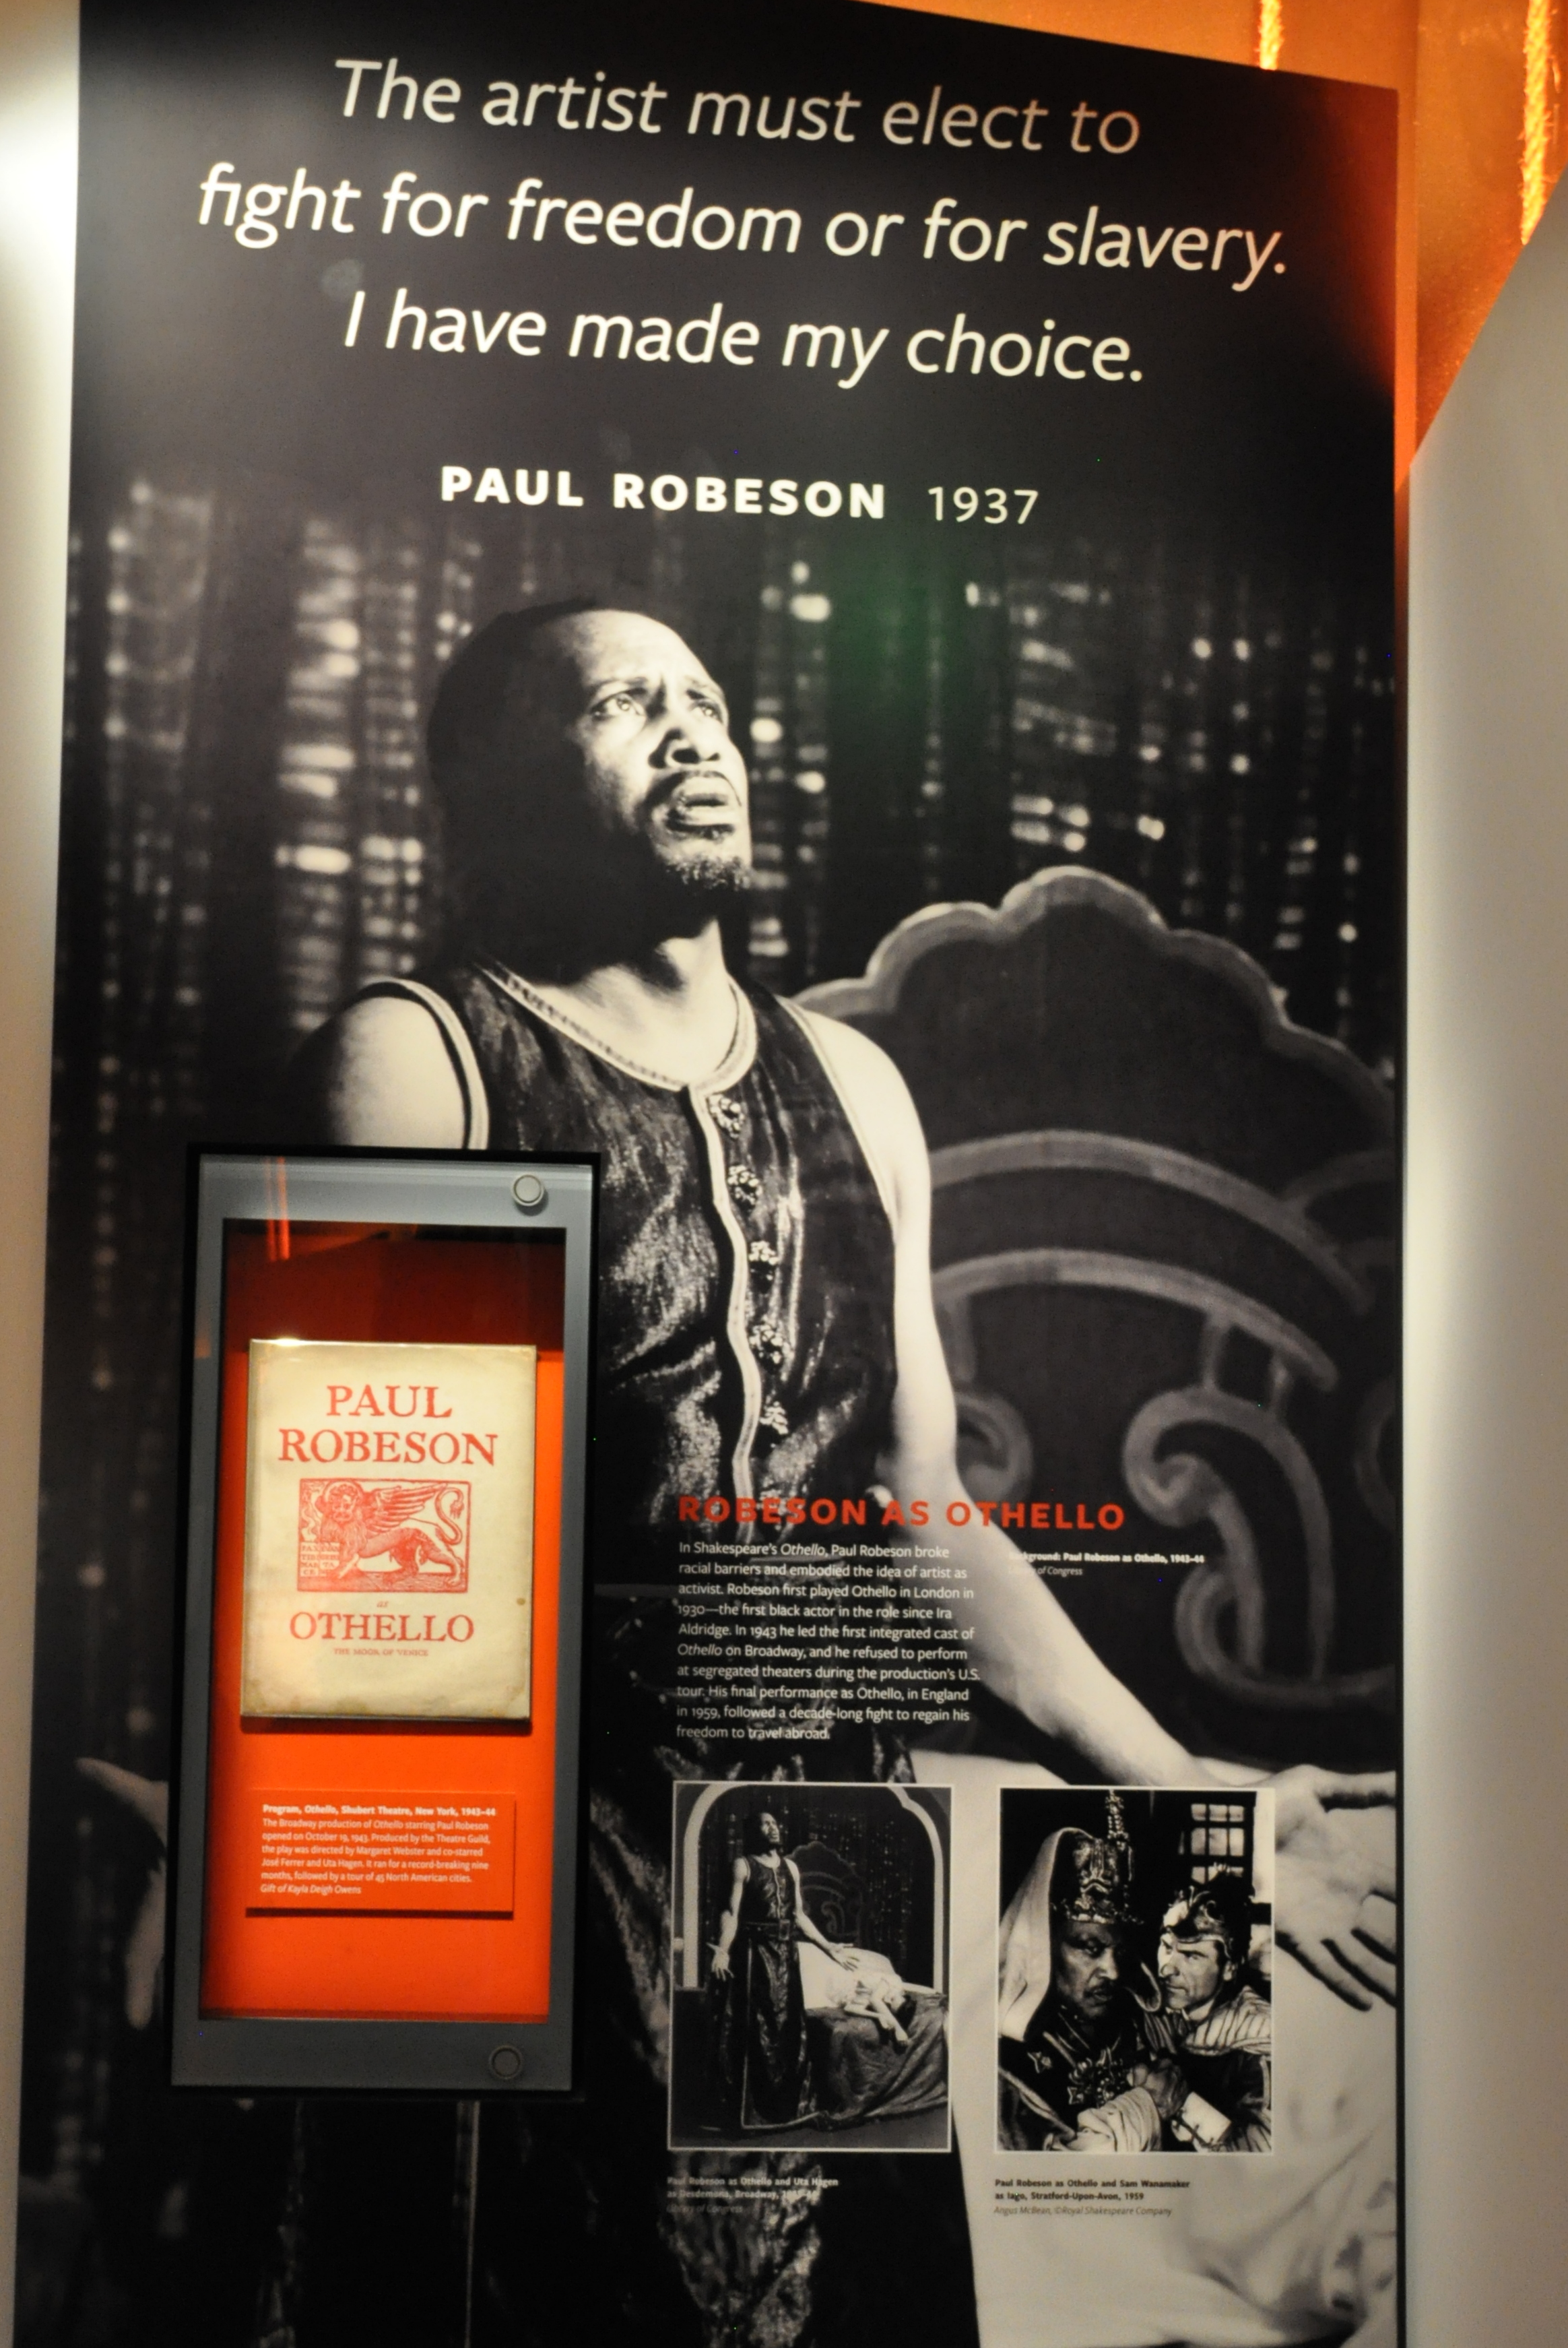 The artist must elect to
fight for freedom or for slavery.
I have made my choice.
PAUL ROBESON 1937
PAUL
ROBESON
as
OTHELLO
THE MOOR OF VENICE
Program, Othello, Shubert Theatre, New York, 1943–44
The Broadway production of Othello starring Paul Robeson
opened on October 19, 1943. Produced by the Theatre Guild,
the play was directed by Margaret Webster and co-starred
José Ferrer and Uta Hagen. It ran for a record-breaking nine
months, followed by a tour of 45 North American cities.
Gift of Kayla Deigh Owens
ROBESON AS OTHELLO
In Shakespeare's Othello, Paul Robeson broke
racial barriers and embodied the idea of artist as
activist. Robeson first played Othello in London in
1930—the first black actor in the role since Ira
Aldridge. In 1943 he led the first integrated cast of
Othello on Broadway, and he refused to perform
at segregated theaters during the production's U.S.
tour. His final performance as Othello, in England
in 1959, followed a decade-long fight to regain his
freedom to travel abroad.
Background: Paul Robeson as Othello, 1943–44
Library of Congress
Paul Robeson as Othello and Uta Hagen
as Desdemona, Broadway,
Library of Congress
Paul Robeson as Othello and Sam Wanamaker
as Iago, Stratford-Upon-Avon, 1959
Angus McBean, ©Royal Shakespeare Company